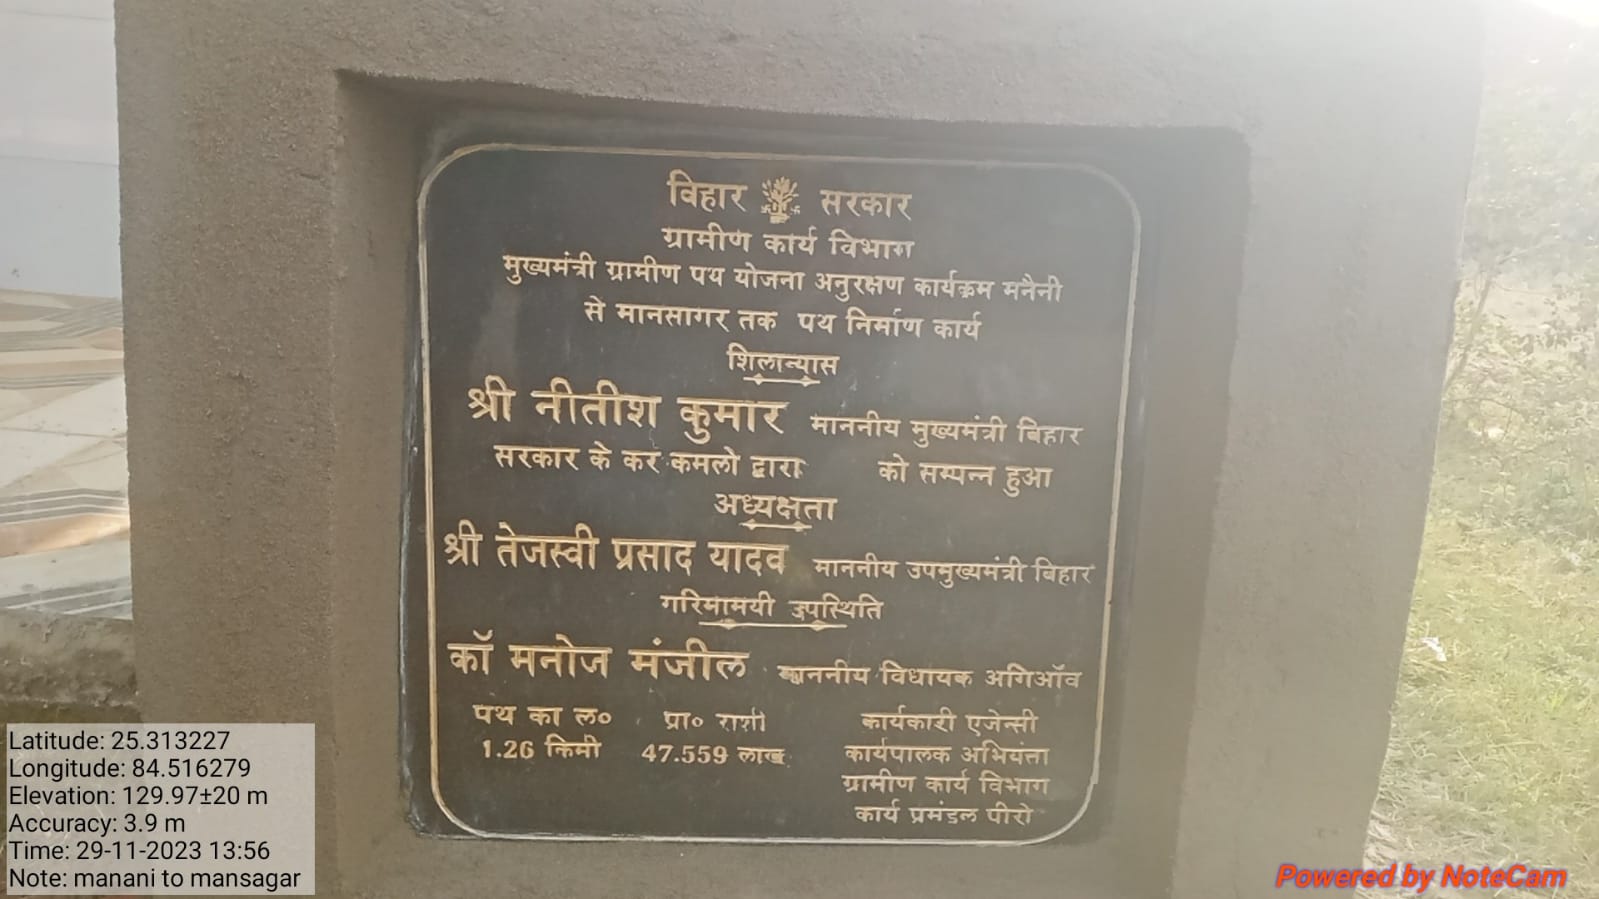 विहार सरकार
ग्रामीण कार्य विभाग
मुख्यमंत्री ग्रामीण पथ योजना अनुरक्षण कार्यक्रम मनैनी
से मानसागर तक पथ निर्माण कार्य
शिलान्यास
श्री नीतीश कुमार माननीय मुख्यमंत्री बिहार
सरकार के कर कमलो द्वारा को सम्पन्न हुआ
अध्यक्षता
श्री तेजस्वी प्रसाद यादव माननीय उपमुख्यमंत्री बिहार
गरिमामयी उपस्थिति
कॉ मनोज मंजील माननीय विधायक अगिआँव
पथ का ल० प्रा० राशी कार्यकारी एजेन्सी
1.26 किमी 47.559 लाख कार्यपालक अभियंता
ग्रामीण कार्य विभाग
कार्य प्रमंडल पीरो
Latitude: 25.313227
Longitude: 84.516279
Elevation: 129.97±20 m
Accuracy: 3.9 m
Time: 29-11-2023 13:56
Note: manani to mansagar
Powered by NoteCam